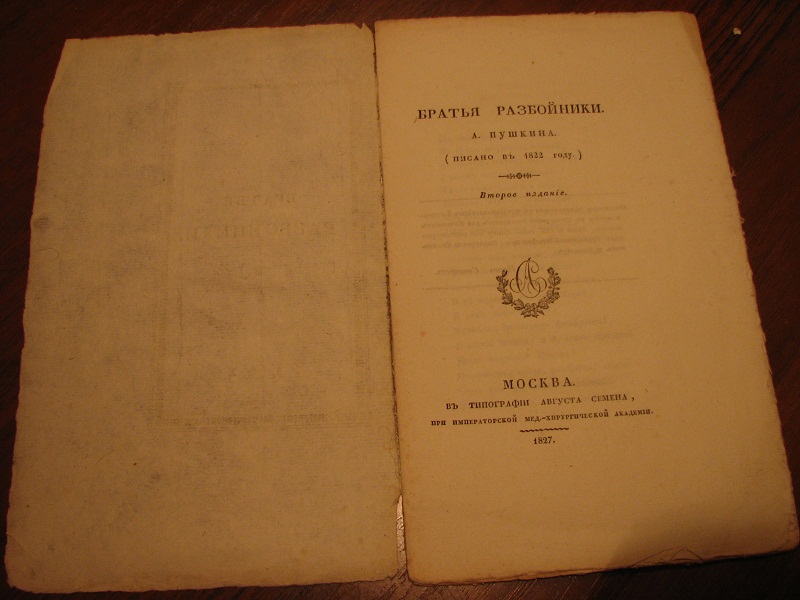 БРАТЬЯ РАЗБОЙНИКИ.
А. ПУШКИНА.
( ПИСАНО ВЪ 1822 ГОДУ. )
Второе изданіе.
МОСКВА.
ВЪ ТИПОГРАФІИ АВГУСТА СЕМЕНА ,
ПРИ ИМПЕРАТОРСКОЙ МЕД.-ХИРУРГИЧЕСКОЙ АКАДЕМІИ.
1827.